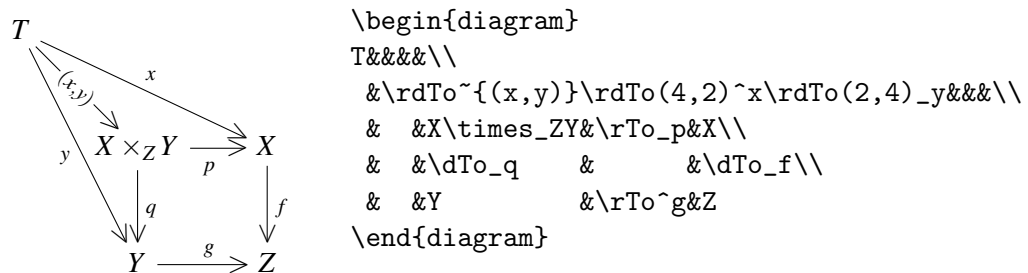 T
x
(x,y)
y
X ×_Z Y
p
X
q
f
Y
g
Z
\begin{diagram}
T&&&&\\
&\rdTo~{(x,y)}\rdTo(4,2)^x\rdTo(2,4)_y&&&\\
& &X\times_ZY&\rTo_p&X\\
& &\dTo_q & &\dTo_f\\
& &Y &\rTo^g&Z
\end{diagram}